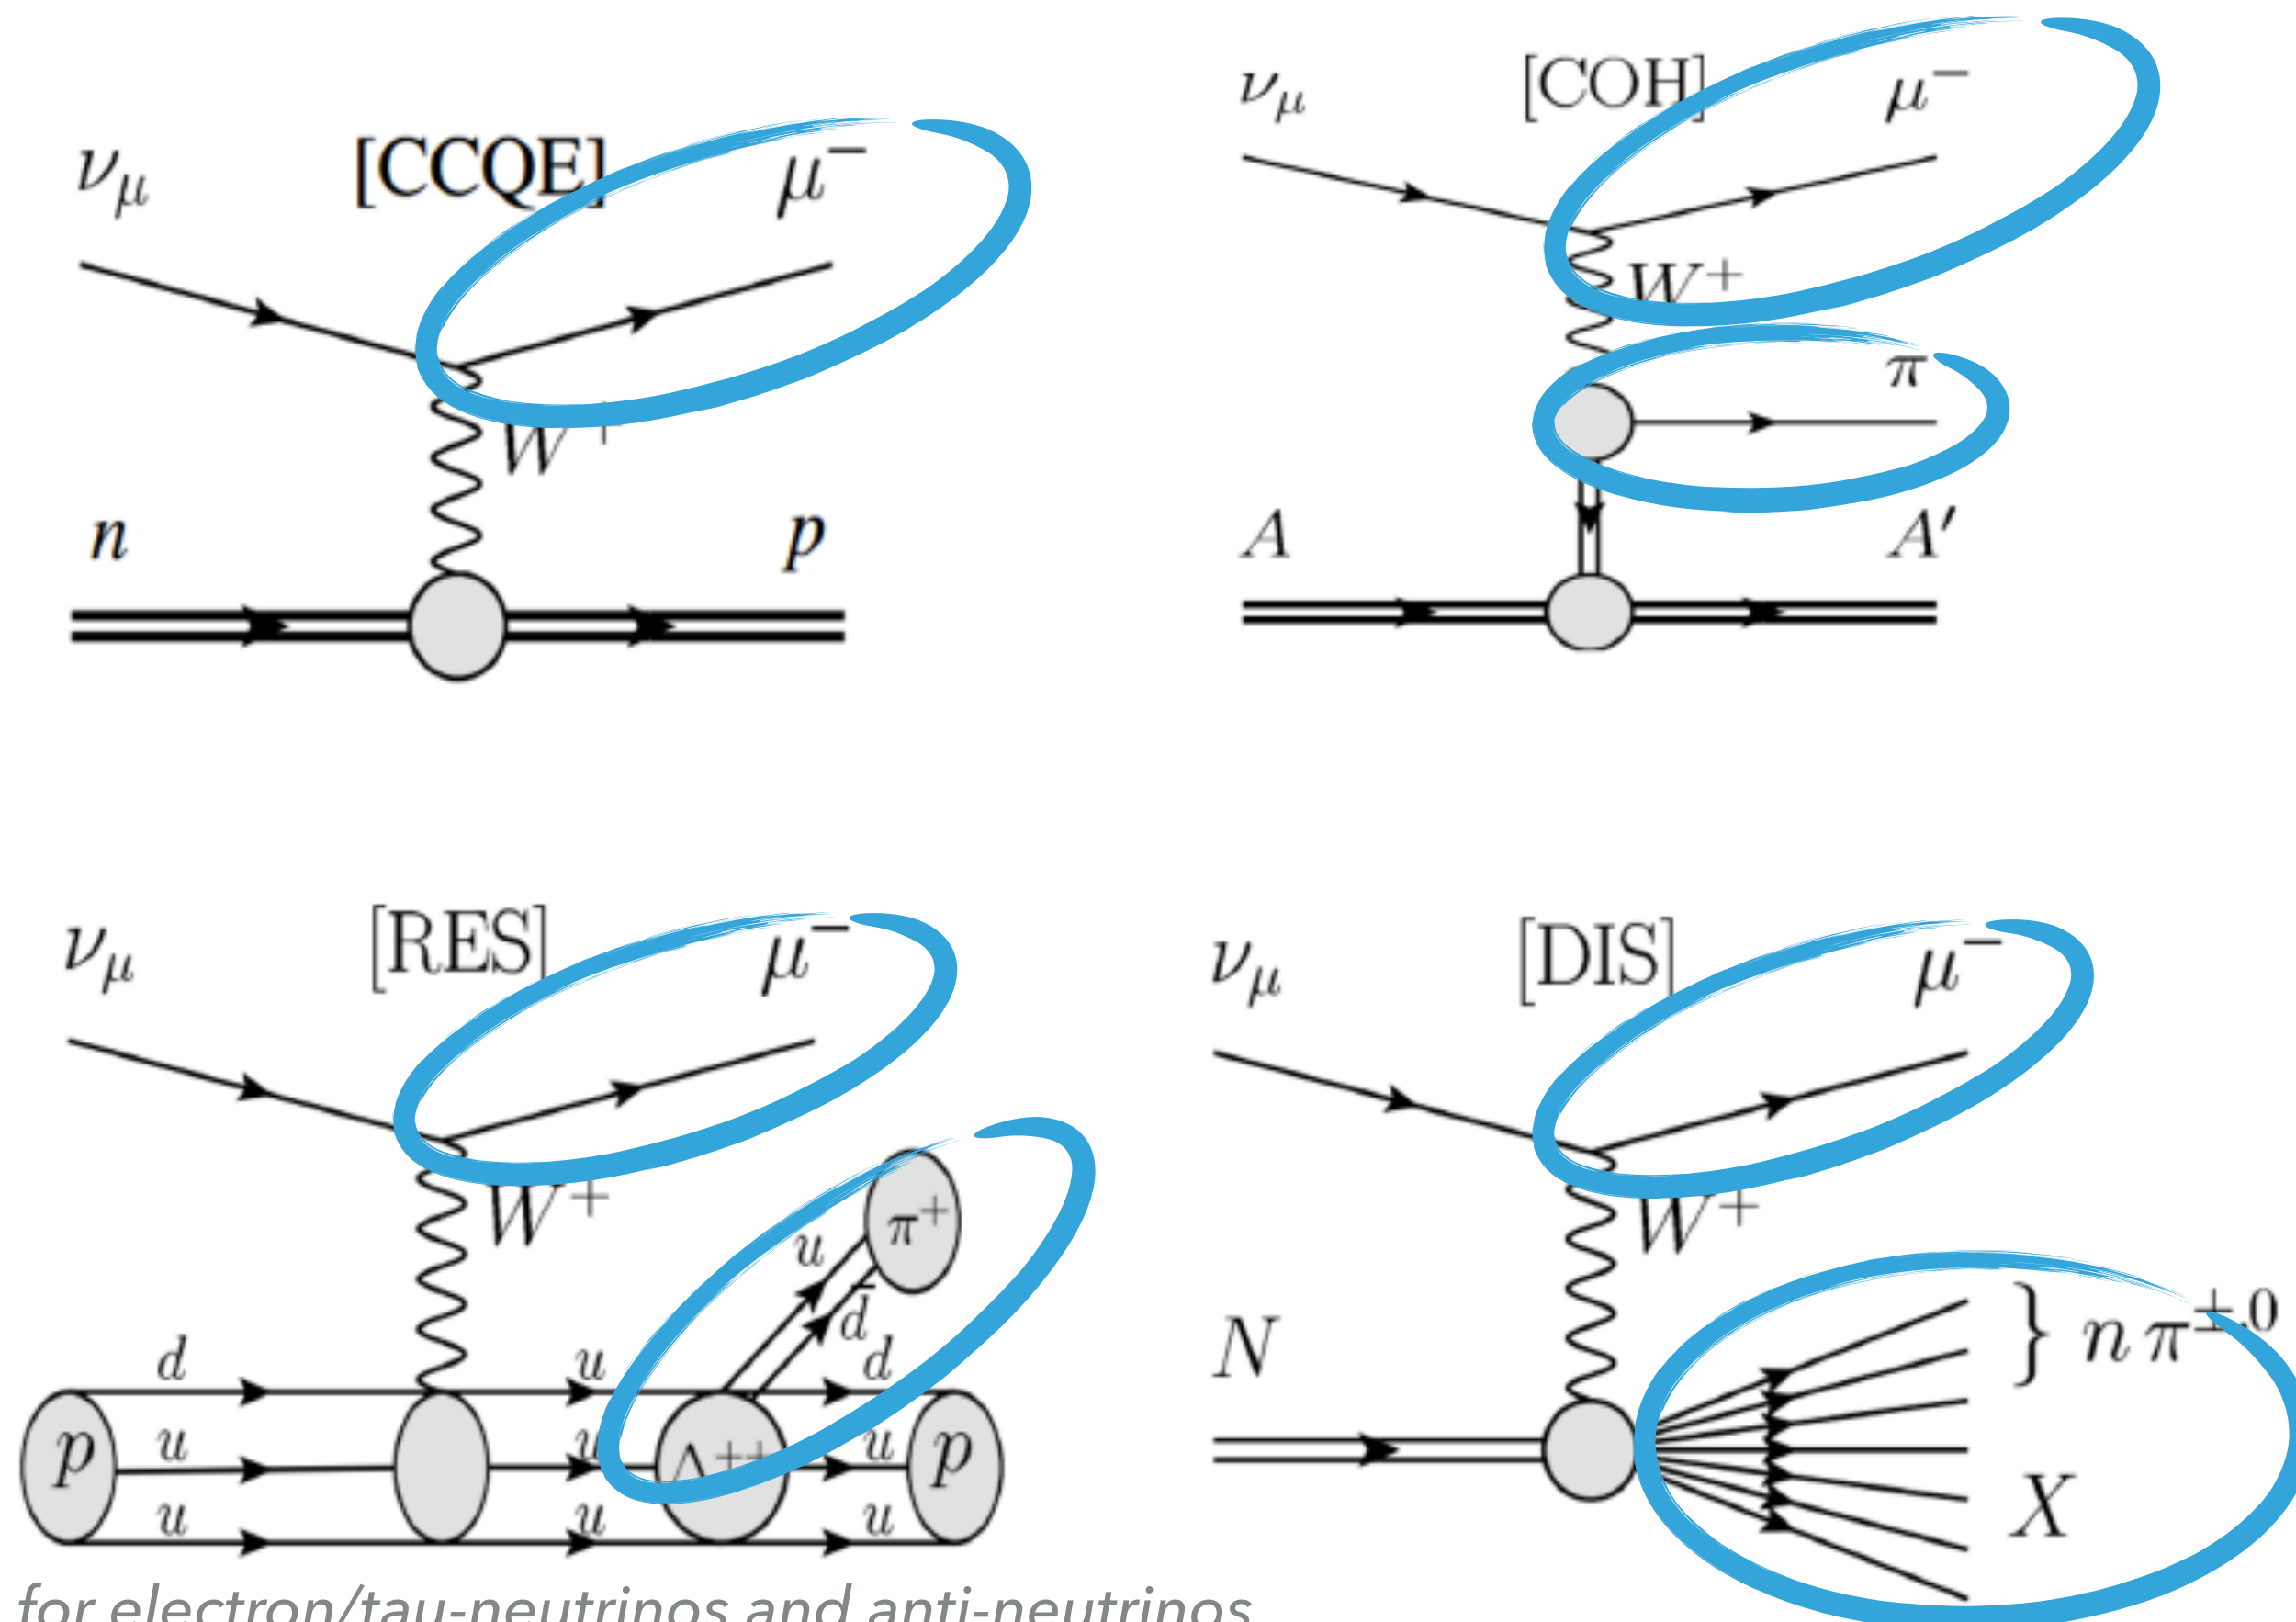 ν_μ [CCQE] μ⁻
W⁺
n p
ν_μ [COH] μ⁻
W⁺
π
A A′
ν_μ [RES] μ⁻
W⁺
π⁺
u
d̄
d u d
p u u Δ⁺⁺ u p
u u u
ν_μ [DIS] μ⁻
W⁺
N } n π^{±,0}
X
for electron/tau-neutrinos and anti-neutrinos